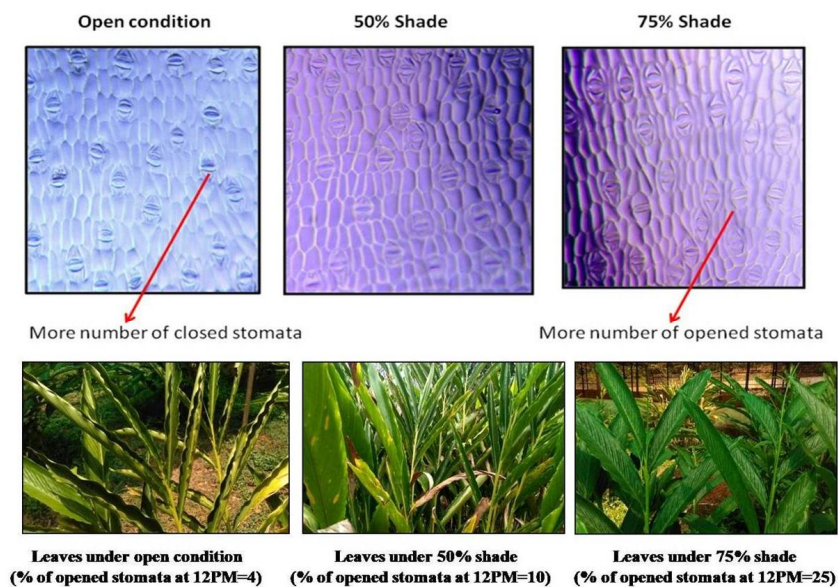 Open condition
50% Shade
75% Shade
More number of closed stomata
More number of opened stomata
Leaves under open condition
(% of opened stomata at 12PM=4)
Leaves under 50% shade
(% of opened stomata at 12PM=10)
Leaves under 75% shade
(% of opened stomata at 12PM=25)